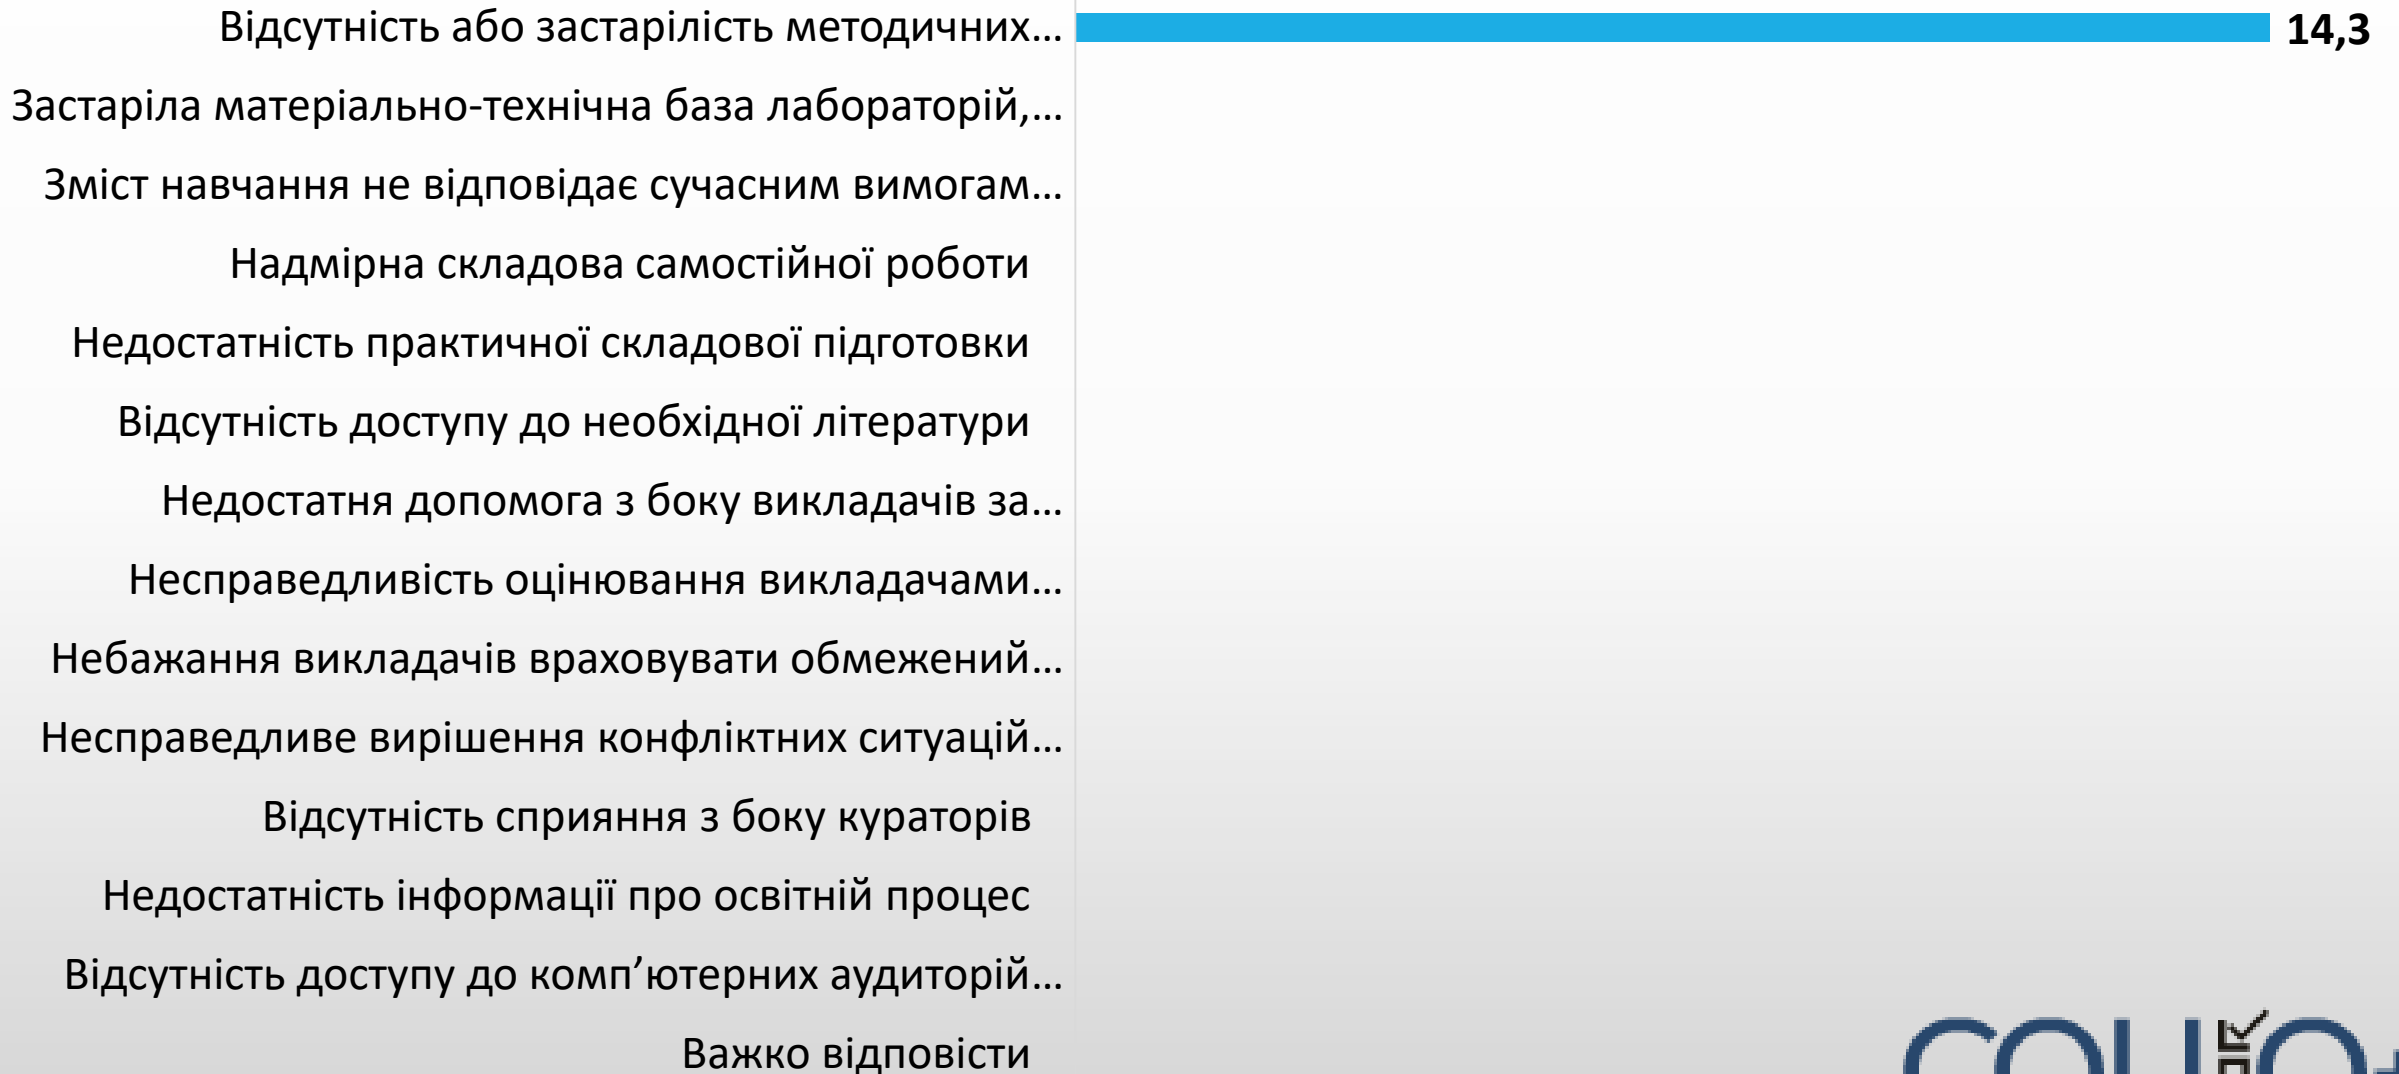 Відсутність або застарілість методичних...
14,3
Застаріла матеріально-технічна база лабораторій,...
Зміст навчання не відповідає сучасним вимогам...
Надмірна складова самостійної роботи
Недостатність практичної складової підготовки
Відсутність доступу до необхідної літератури
Недостатня допомога з боку викладачів за...
Несправедливість оцінювання викладачами...
Небажання викладачів враховувати обмежений...
Несправедливе вирішення конфліктних ситуацій...
Відсутність сприяння з боку кураторів
Недостатність інформації про освітній процес
Відсутність доступу до комп’ютерних аудиторій...
Важко відповісти